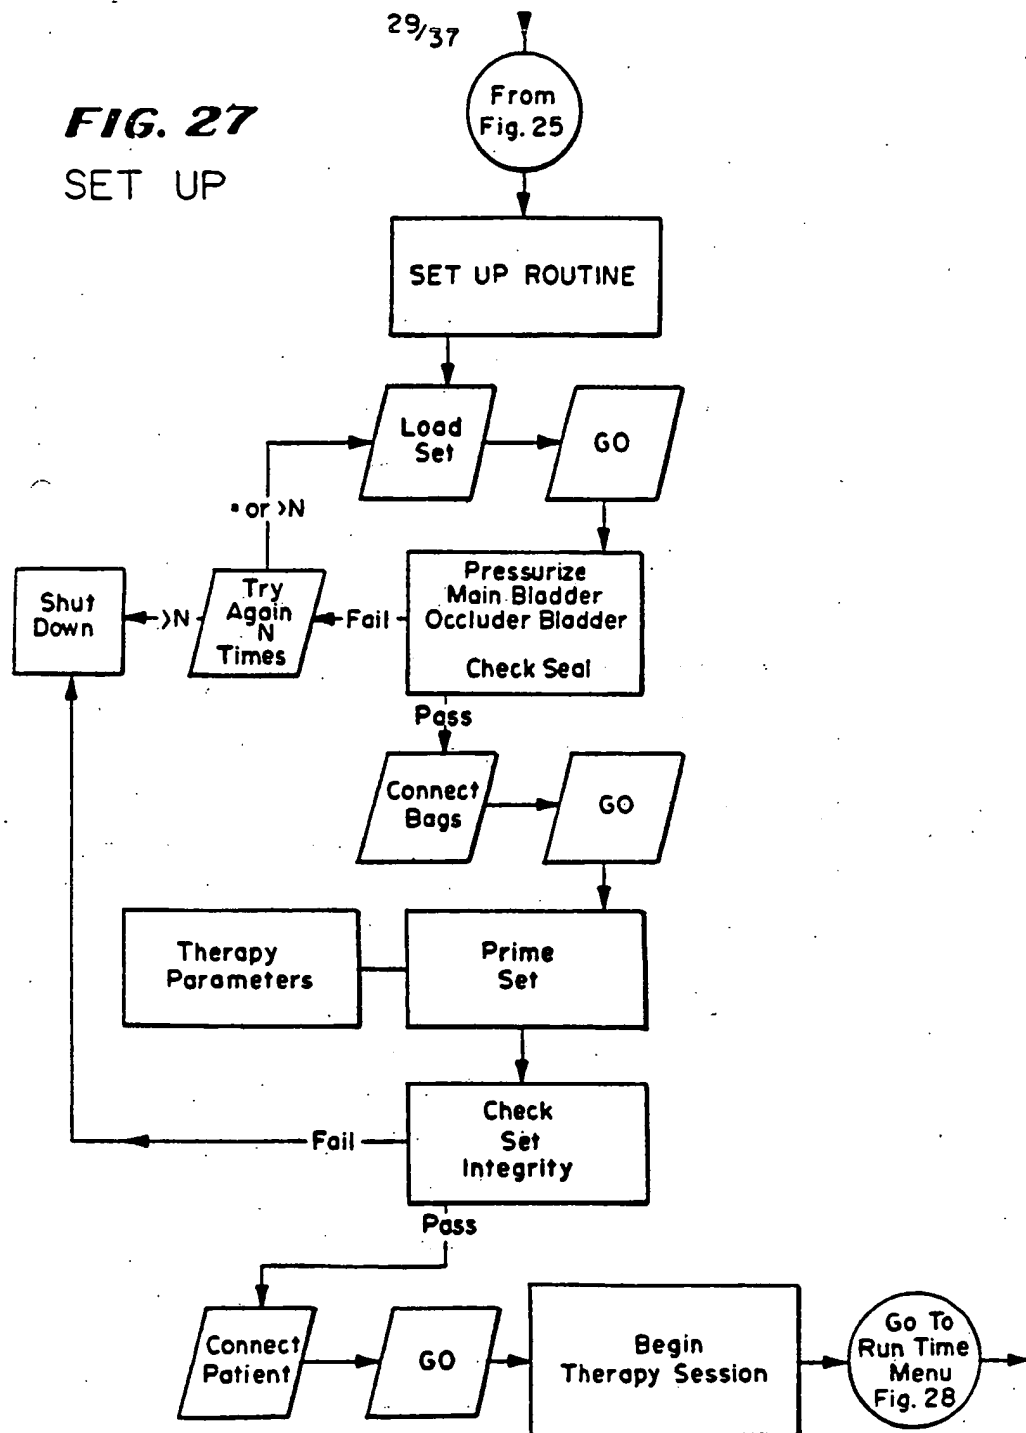 29/37
From
Fig. 25
FIG. 27
SET UP
SET UP ROUTINE
Load
Set
GO
= or >N
Pressurize
Main Bladder
Occluder Bladder
Check Seal
Fail
Try
Again
N
Times
>N
Shut
Down
Pass
Connect
Bags
GO
Therapy
Parameters
Prime
Set
Check
Set
Integrity
Fail
Pass
Connect
Patient
GO
Begin
Therapy Session
Go To
Run Time
Menu
Fig. 28